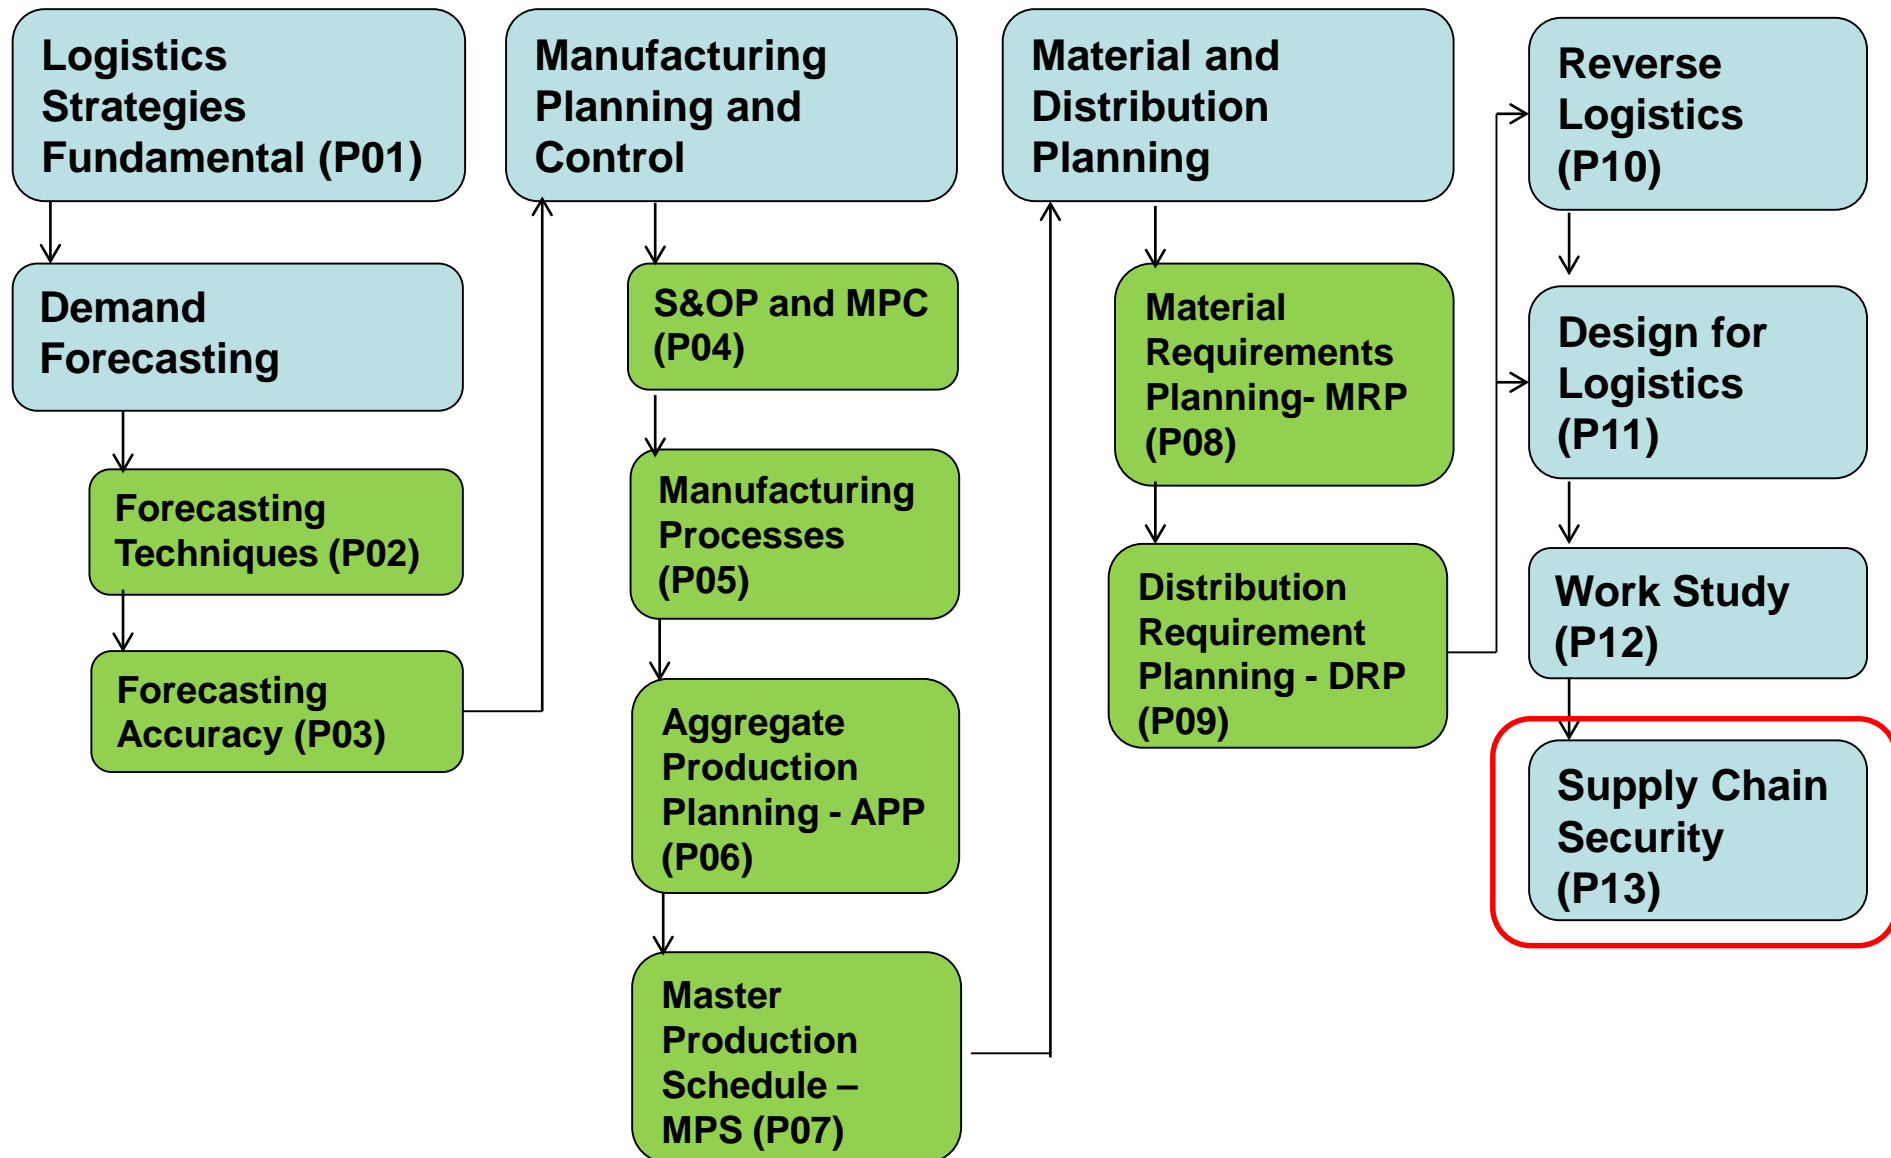 Logistics
Strategies
Fundamental (P01)
Demand
Forecasting
Forecasting
Techniques (P02)
Forecasting
Accuracy (P03)
Manufacturing
Planning and
Control
S&OP and MPC
(P04)
Manufacturing
Processes
(P05)
Aggregate
Production
Planning - APP
(P06)
Master
Production
Schedule –
MPS (P07)
Material and
Distribution
Planning
Material
Requirements
Planning- MRP
(P08)
Distribution
Requirement
Planning - DRP
(P09)
Reverse
Logistics
(P10)
Design for
Logistics
(P11)
Work Study
(P12)
Supply Chain
Security
(P13)